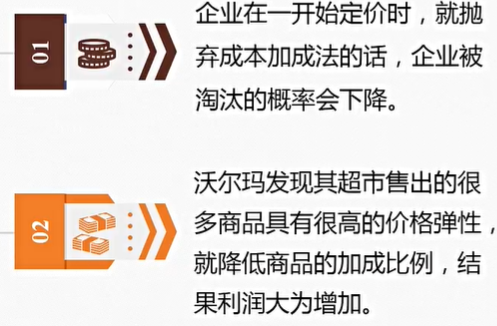 01
企业在一开始定价时，就抛
弃成本加成法的话，企业被
淘汰的概率会下降。
02
沃尔玛发现其超市售出的很
多商品具有很高的价格弹性，
就降低商品的加成比例，结
果利润大为增加。